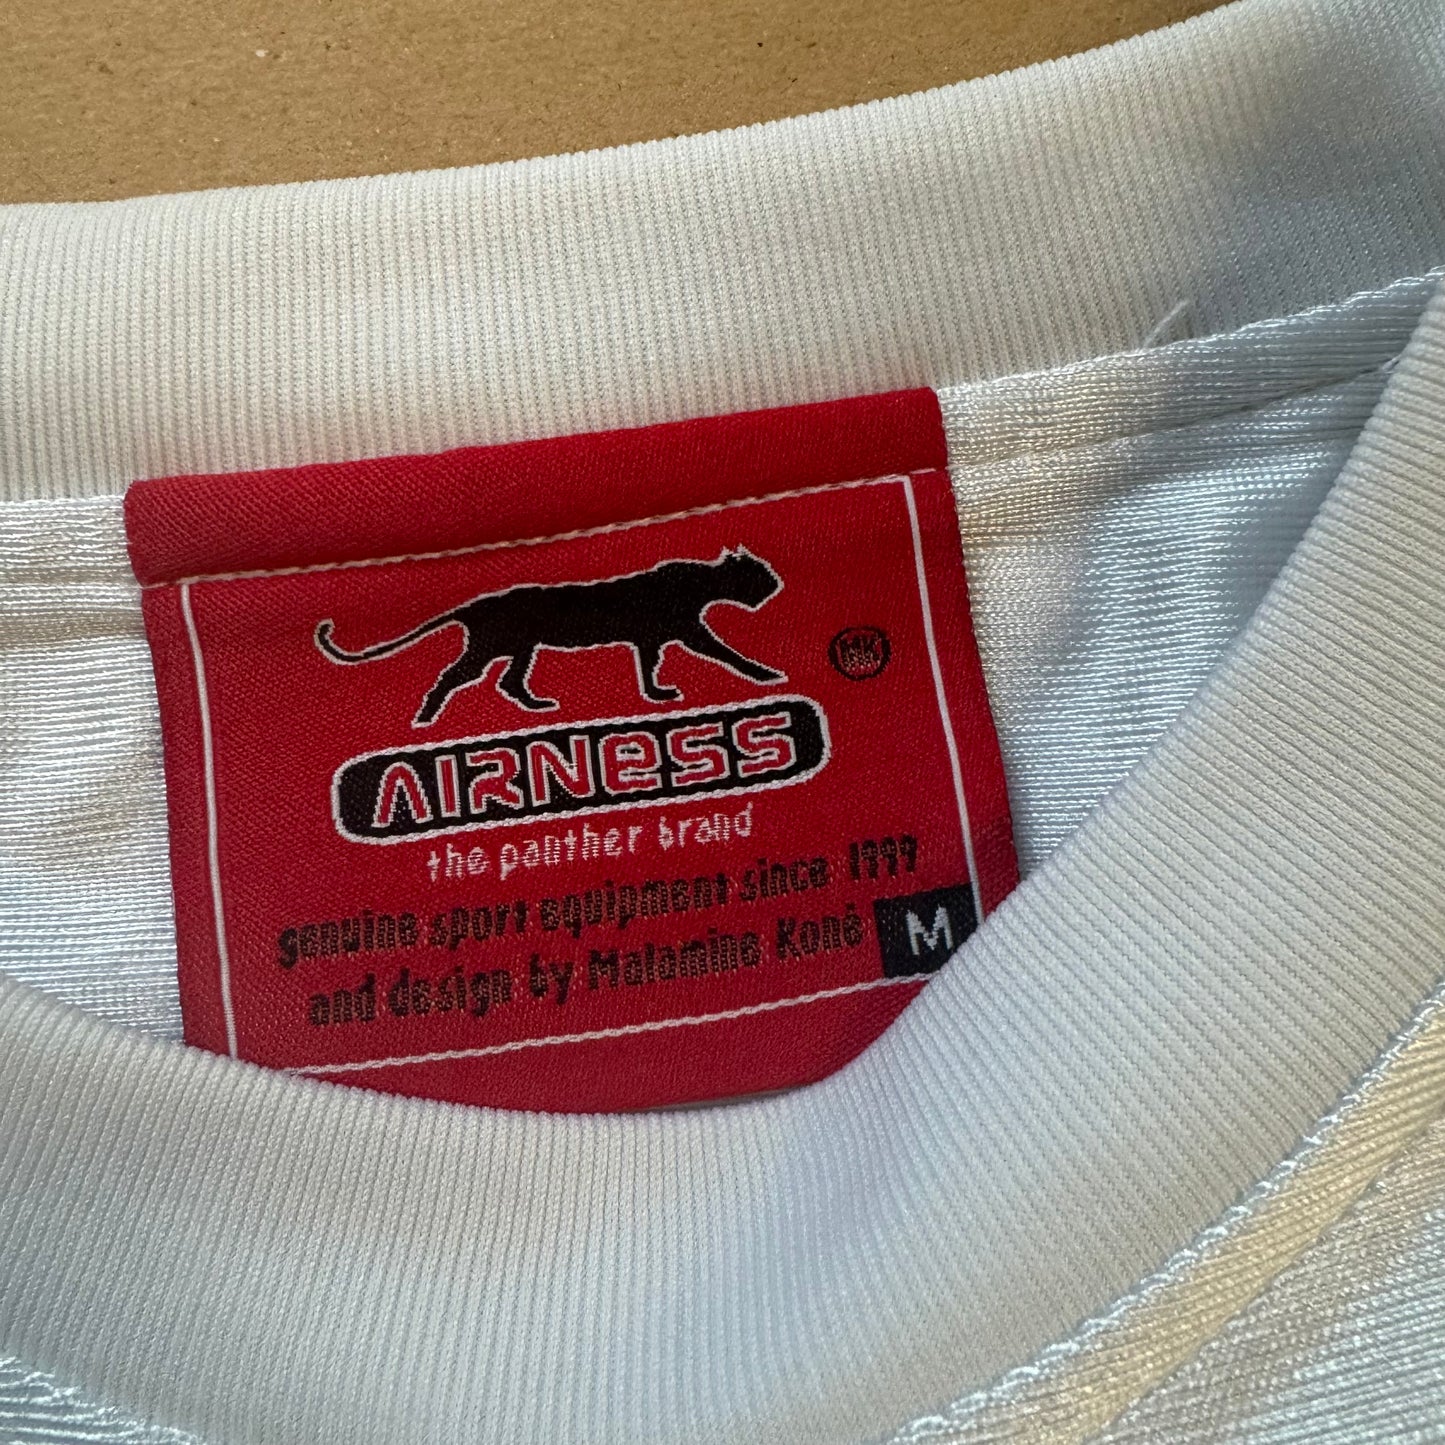 MK
AIRNESS
the panther brand
genuine sport equipment since 1999
and design by Malamine Koné
M